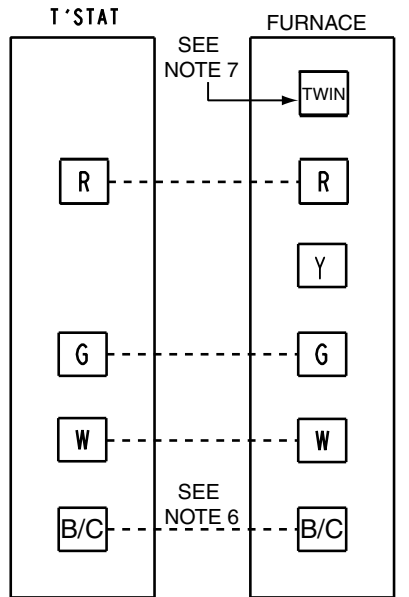 T'STAT
FURNACE
SEE
NOTE 7
TWIN
R
R
Y
G
G
W
W
SEE
NOTE 6
B/C
B/C